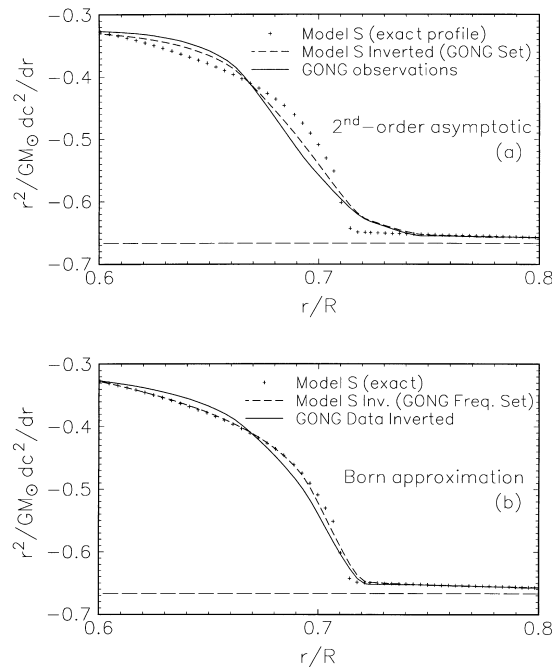 −0.3
−0.4
−0.5
−0.6
−0.7
r²/GM⊙ dc²/dr
+ Model S (exact profile)
Model S Inverted (GONG Set)
GONG observations
2nd−order asymptotic
(a)
0.6 0.7 0.8
r/R
−0.3
−0.4
−0.5
−0.6
−0.7
r²/GM⊙ dc²/dr
+ Model S (exact)
Model S Inv. (GONG Freq. Set)
GONG Data Inverted
Born approximation
(b)
0.6 0.7 0.8
r/R